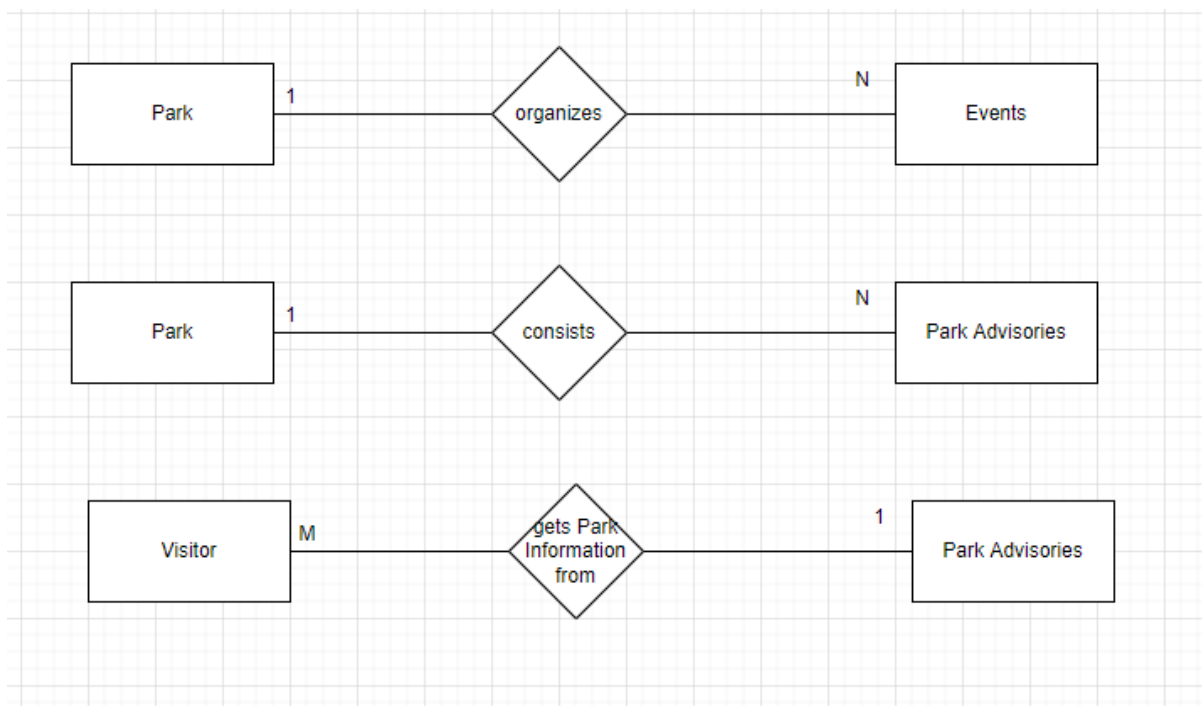 Park
1
organizes
N
Events
Park
1
consists
N
Park Advisories
Visitor
M
gets Park
Information
from
1
Park Advisories